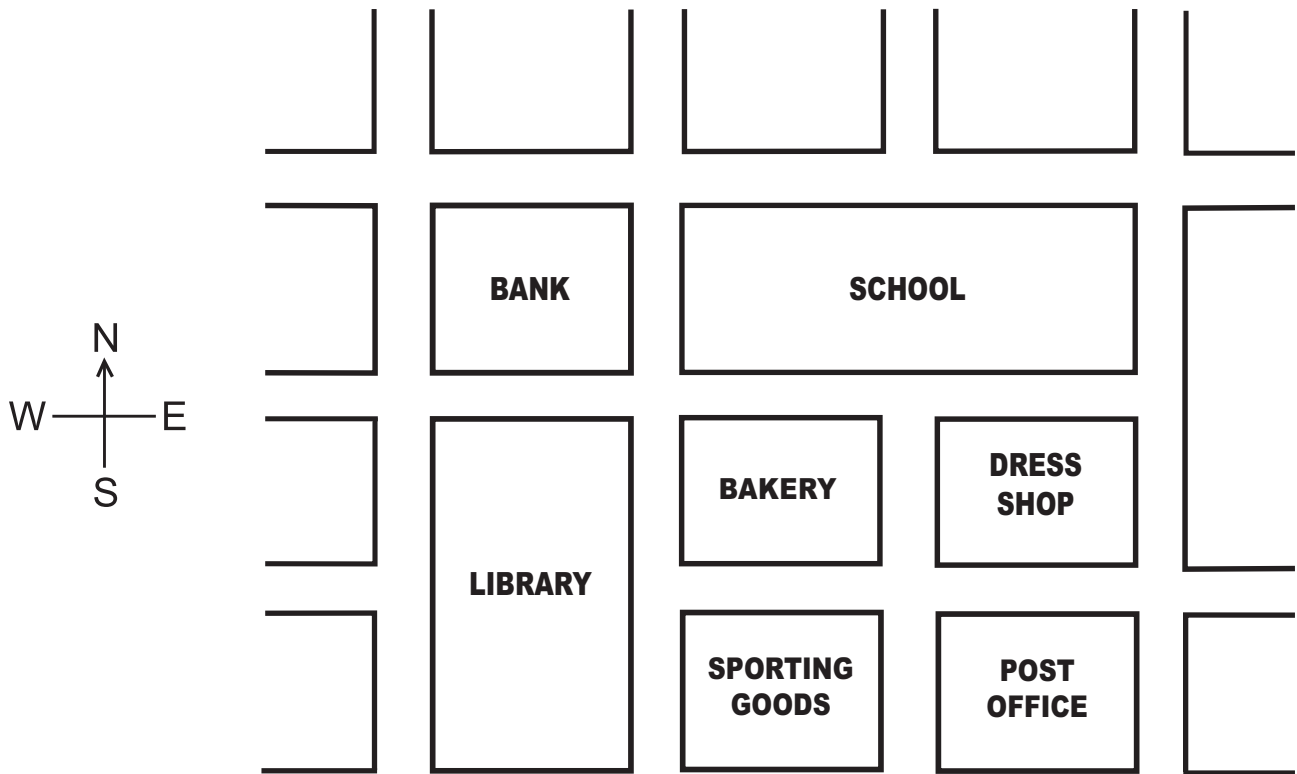 BANK
SCHOOL
N
W
E
S
BAKERY
DRESS
SHOP
LIBRARY
SPORTING
GOODS
POST
OFFICE